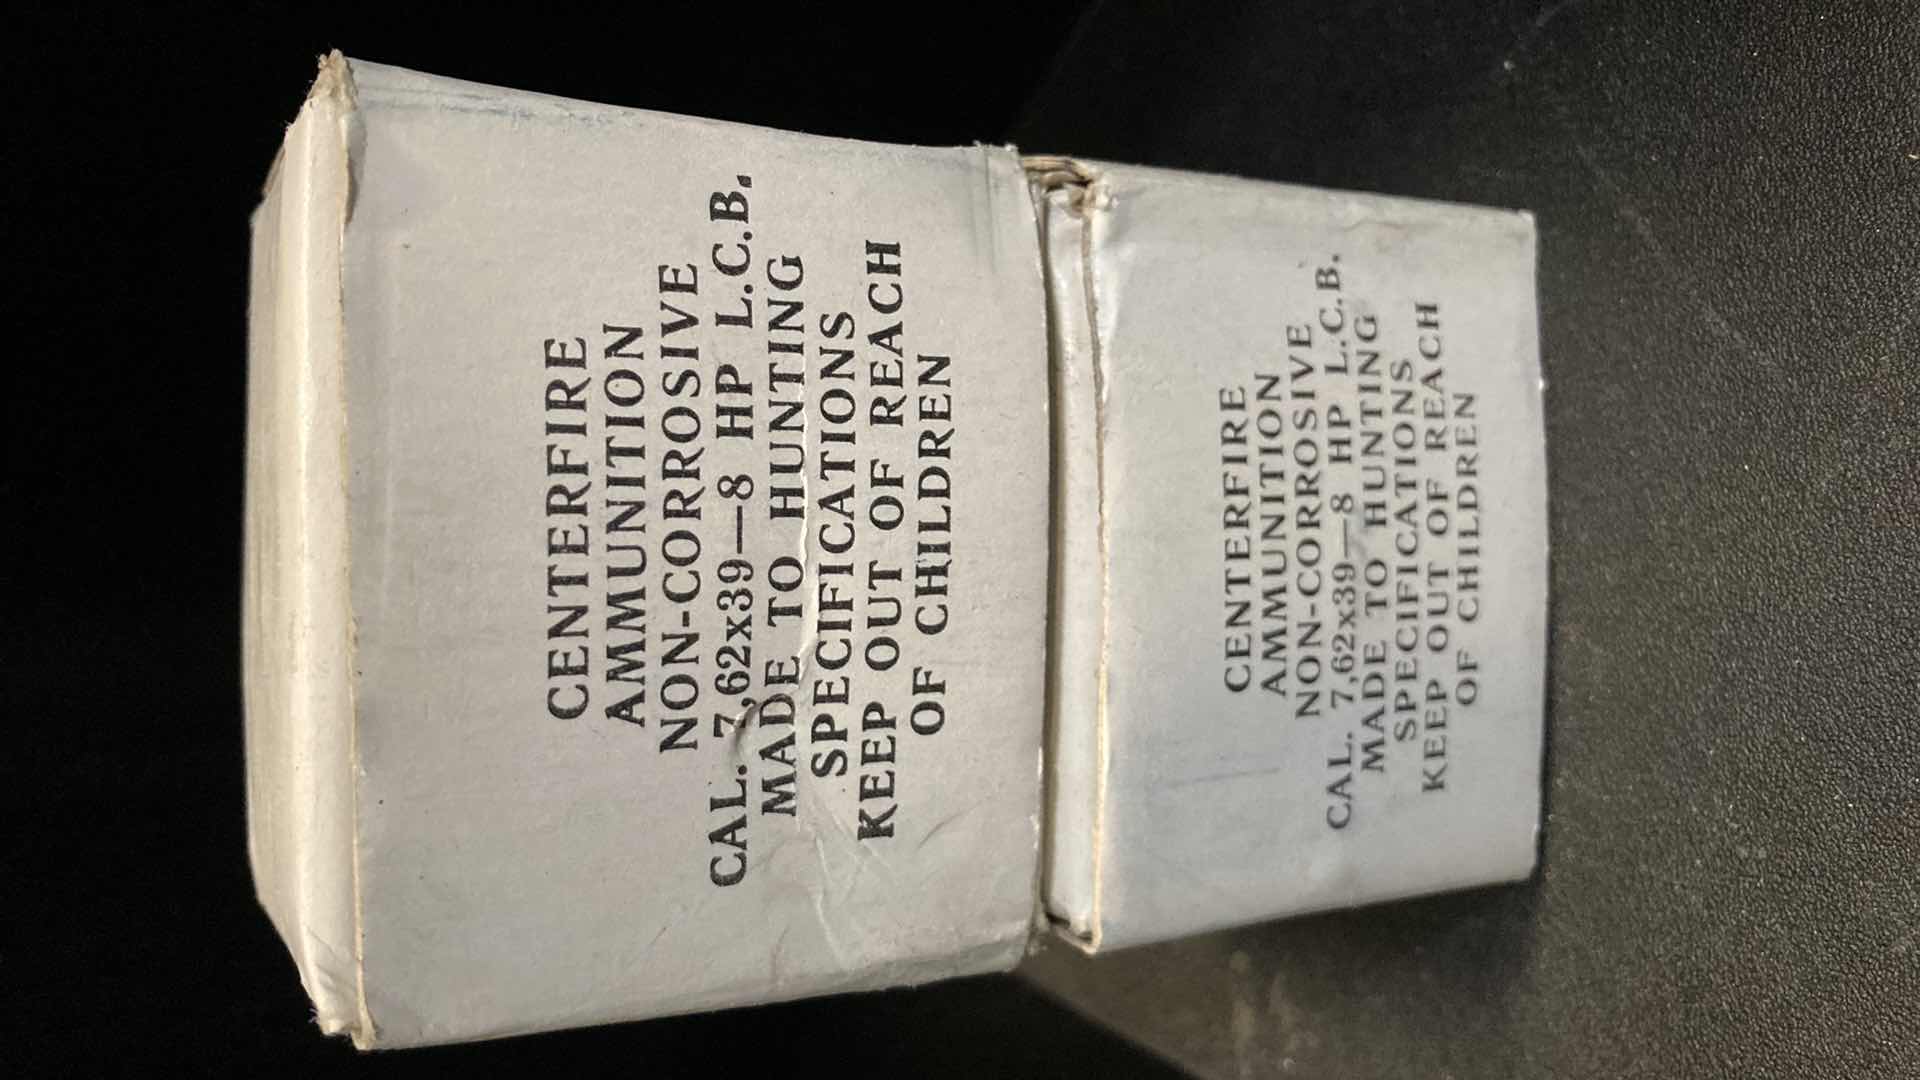 CENTERFIRE
AMMUNITION
NON-CORROSIVE
CAL. 7,62x39—8 HP L.C.B.
MADE TO HUNTING
SPECIFICATIONS
KEEP OUT OF REACH
OF CHILDREN
CENTERFIRE
AMMUNITION
NON-CORROSIVE
CAL. 7,62x39—8 HP L.C.B.
MADE TO HUNTING
SPECIFICATIONS
KEEP OUT OF REACH
OF CHILDREN